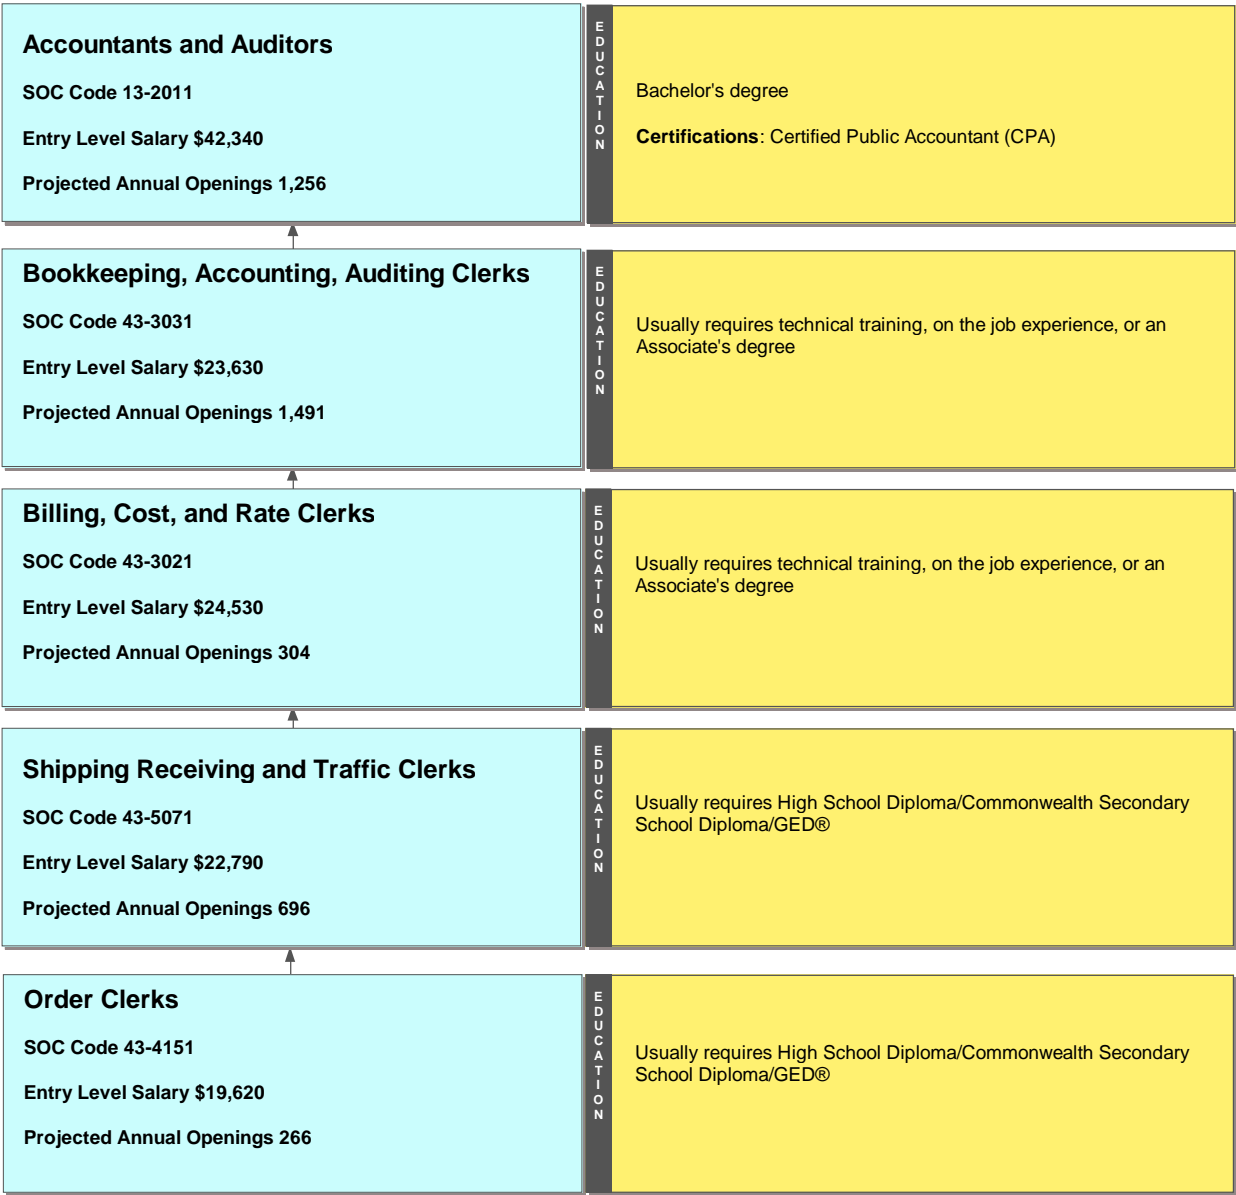 Accountants and Auditors
SOC Code 13-2011
Entry Level Salary $42,340
Projected Annual Openings 1,256
EDUCATION
Bachelor's degree
Certifications: Certified Public Accountant (CPA)
Bookkeeping, Accounting, Auditing Clerks
SOC Code 43-3031
Entry Level Salary $23,630
Projected Annual Openings 1,491
EDUCATION
Usually requires technical training, on the job experience, or an
Associate's degree
Billing, Cost, and Rate Clerks
SOC Code 43-3021
Entry Level Salary $24,530
Projected Annual Openings 304
EDUCATION
Usually requires technical training, on the job experience, or an
Associate's degree
Shipping Receiving and Traffic Clerks
SOC Code 43-5071
Entry Level Salary $22,790
Projected Annual Openings 696
EDUCATION
Usually requires High School Diploma/Commonwealth Secondary
School Diploma/GED®
Order Clerks
SOC Code 43-4151
Entry Level Salary $19,620
Projected Annual Openings 266
EDUCATION
Usually requires High School Diploma/Commonwealth Secondary
School Diploma/GED®